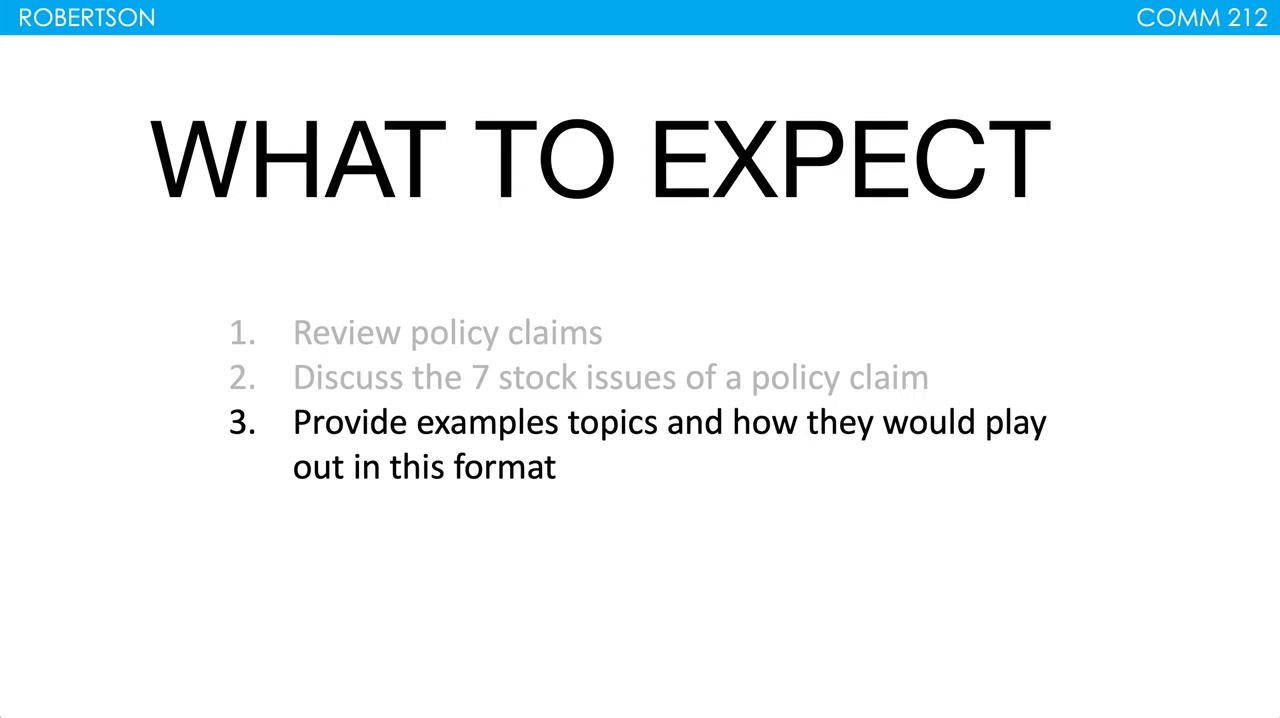 ROBERTSON
COMM 212
WHAT TO EXPECT
1. Review policy claims
2. Discuss the 7 stock issues of a policy claim
3. Provide examples topics and how they would play
out in this format